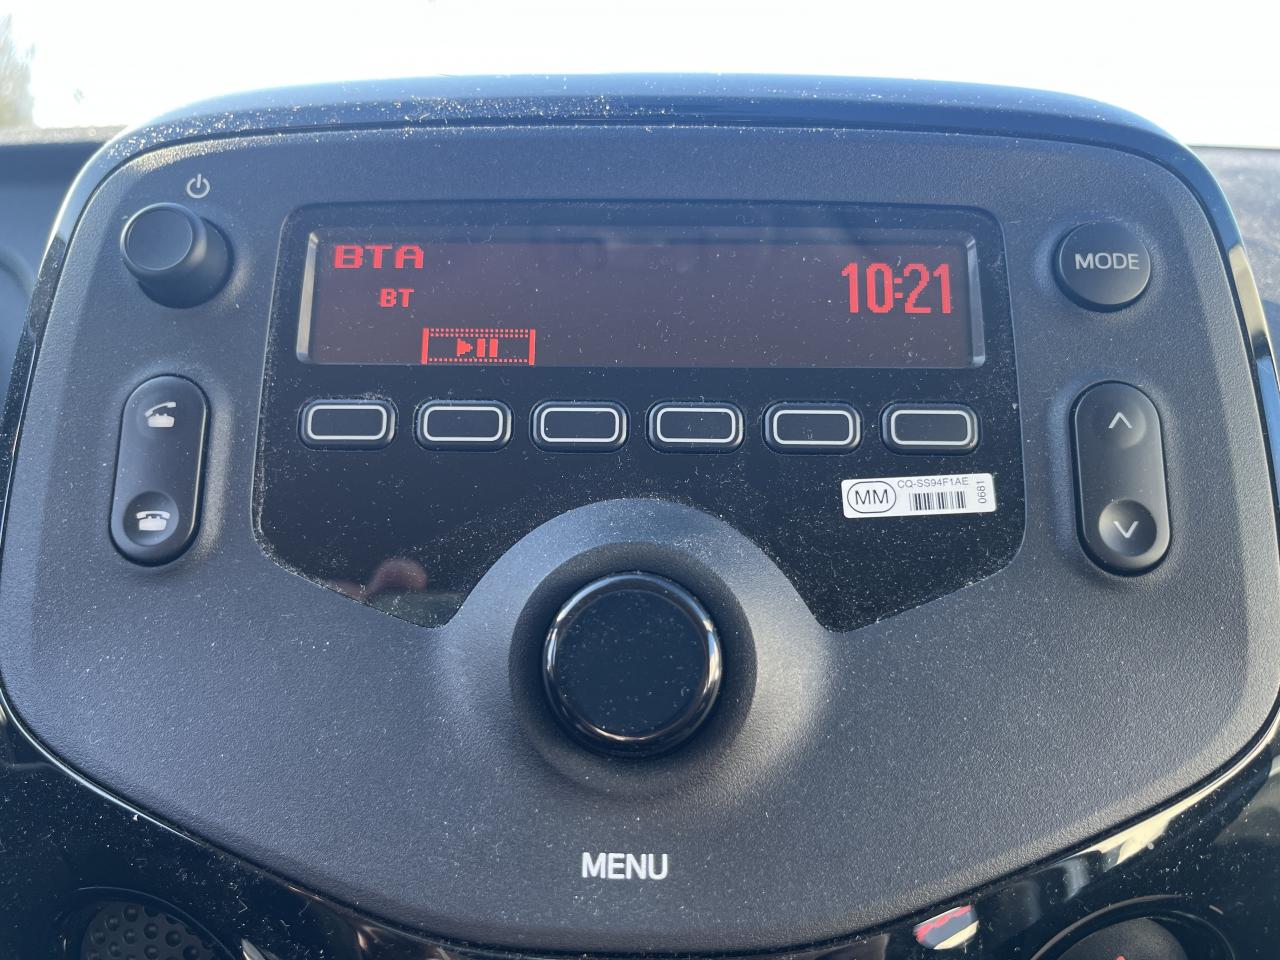 BTA
10:21
BT
MODE
MM
CQ-SS94F1AE
0681
MENU